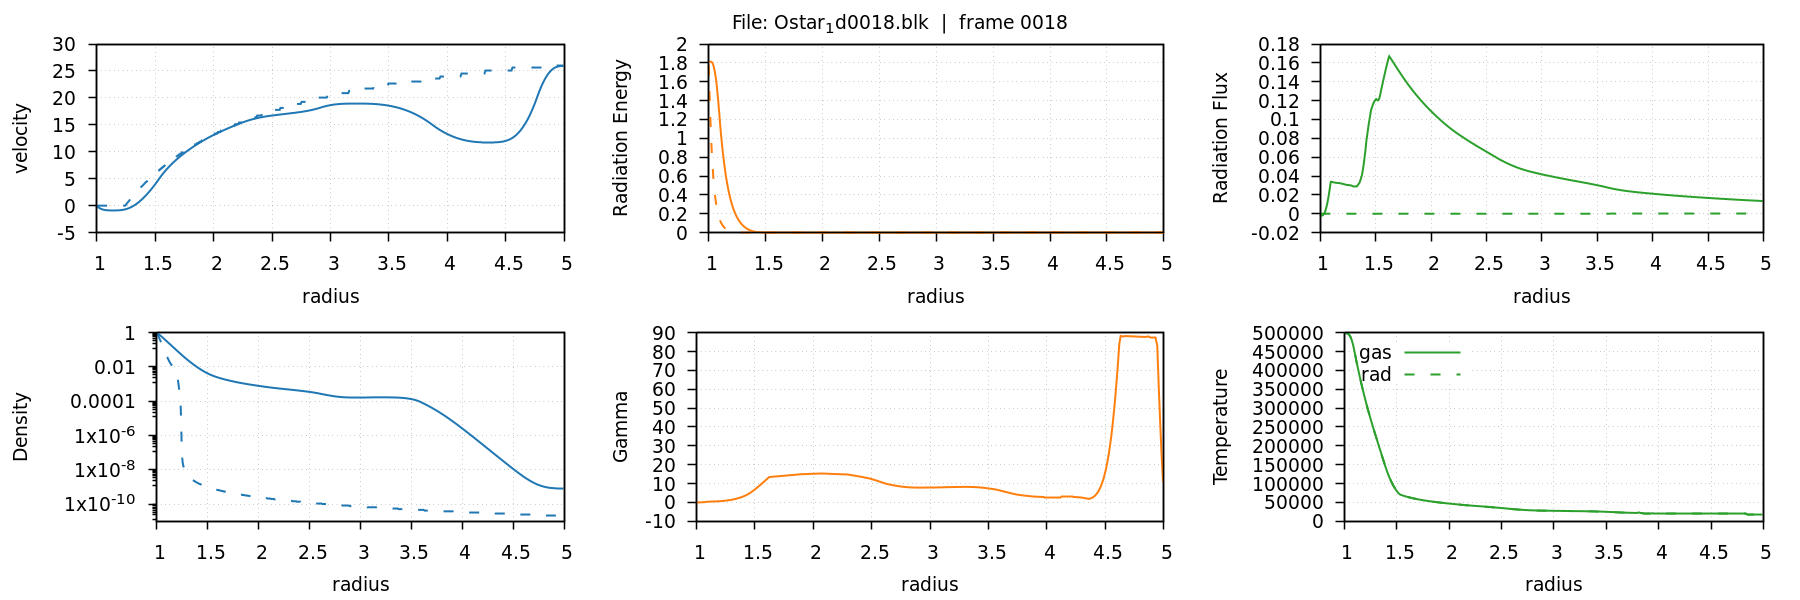 File: Ostar1d0018.blk | frame 0018
30
25
20
15
10
5
0
-5
velocity
1 1.5 2 2.5 3 3.5 4 4.5 5
radius
2
1.8
1.6
1.4
1.2
1
0.8
0.6
0.4
0.2
0
Radiation Energy
1 1.5 2 2.5 3 3.5 4 4.5 5
radius
0.18
0.16
0.14
0.12
0.1
0.08
0.06
0.04
0.02
0
-0.02
Radiation Flux
1 1.5 2 2.5 3 3.5 4 4.5 5
radius
1
0.01
0.0001
1x10-6
1x10-8
1x10-10
Density
1 1.5 2 2.5 3 3.5 4 4.5 5
radius
90
80
70
60
50
40
30
20
10
0
-10
Gamma
1 1.5 2 2.5 3 3.5 4 4.5 5
radius
500000
450000
400000
350000
300000
250000
200000
150000
100000
50000
0
Temperature
gas
rad
1 1.5 2 2.5 3 3.5 4 4.5 5
radius